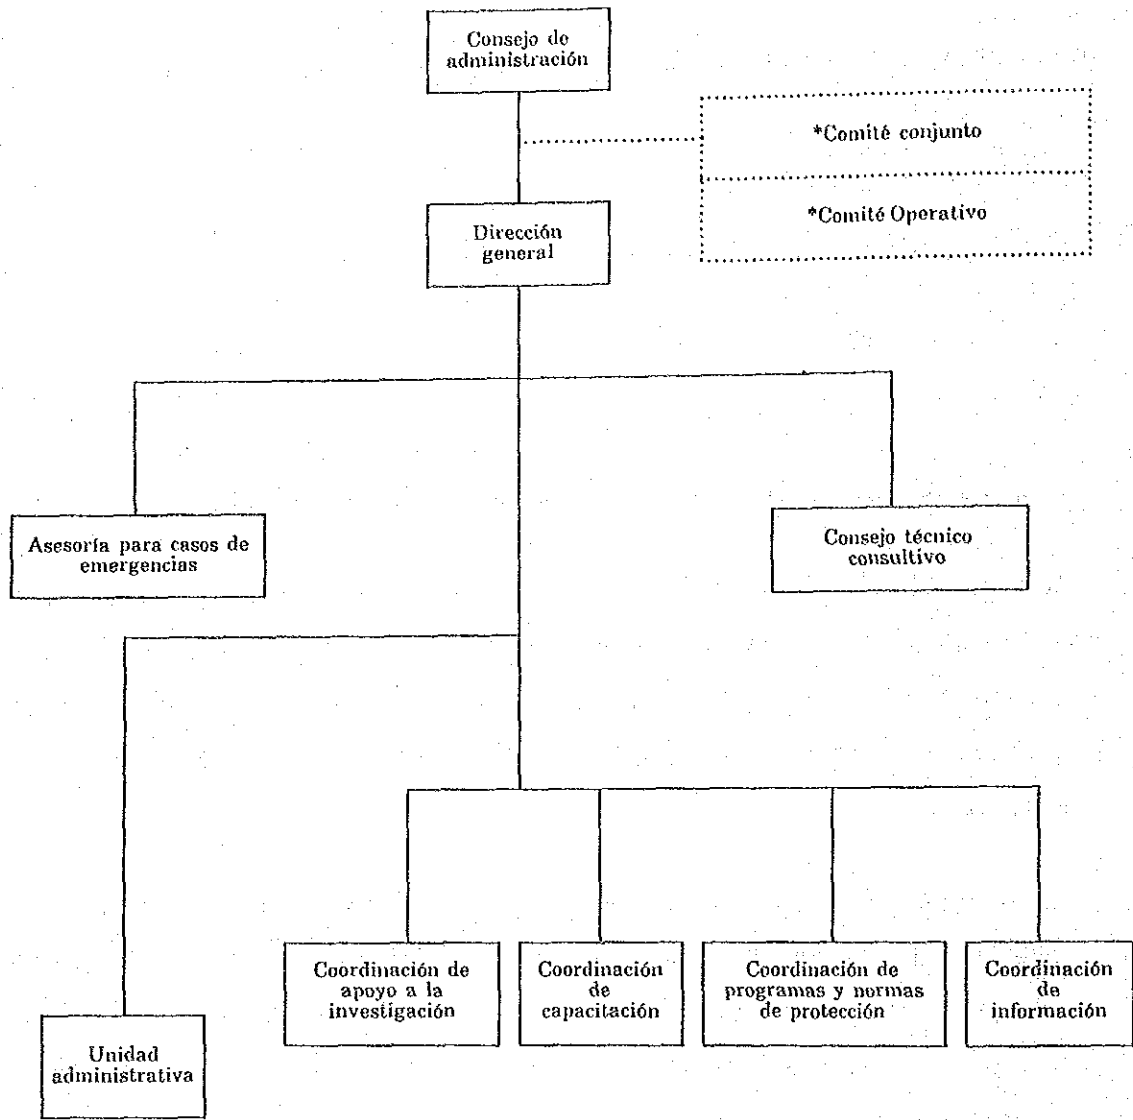 Consejo de
administración
*Comité conjunto
*Comité Operativo
Dirección
general
Asesoría para casos de
emergencias
Consejo técnico
consultivo
Coordinación de
apoyo a la
investigación
Coordinación
de
capacitación
Coordinación de
programas y normas
de protección
Coordinación
de
información
Unidad
administrativa